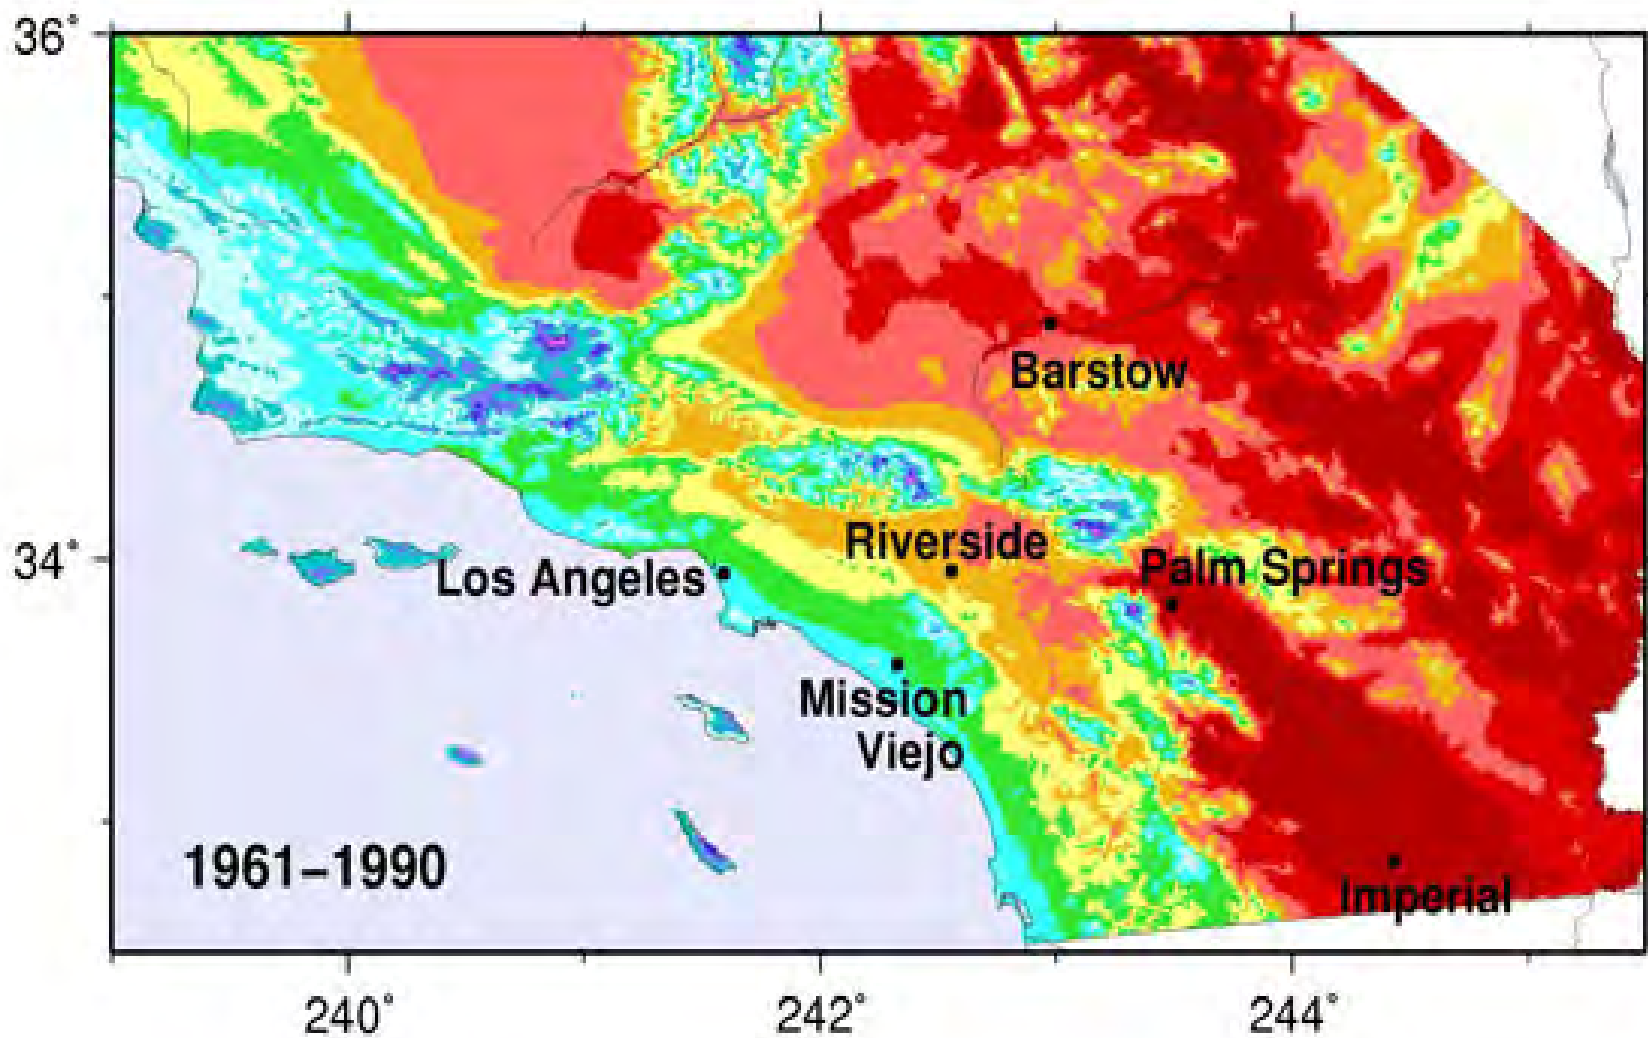 36°
Barstow
Riverside
34°
Los Angeles
Palm Springs
Mission
Viejo
1961–1990
Imperial
240°
242°
244°